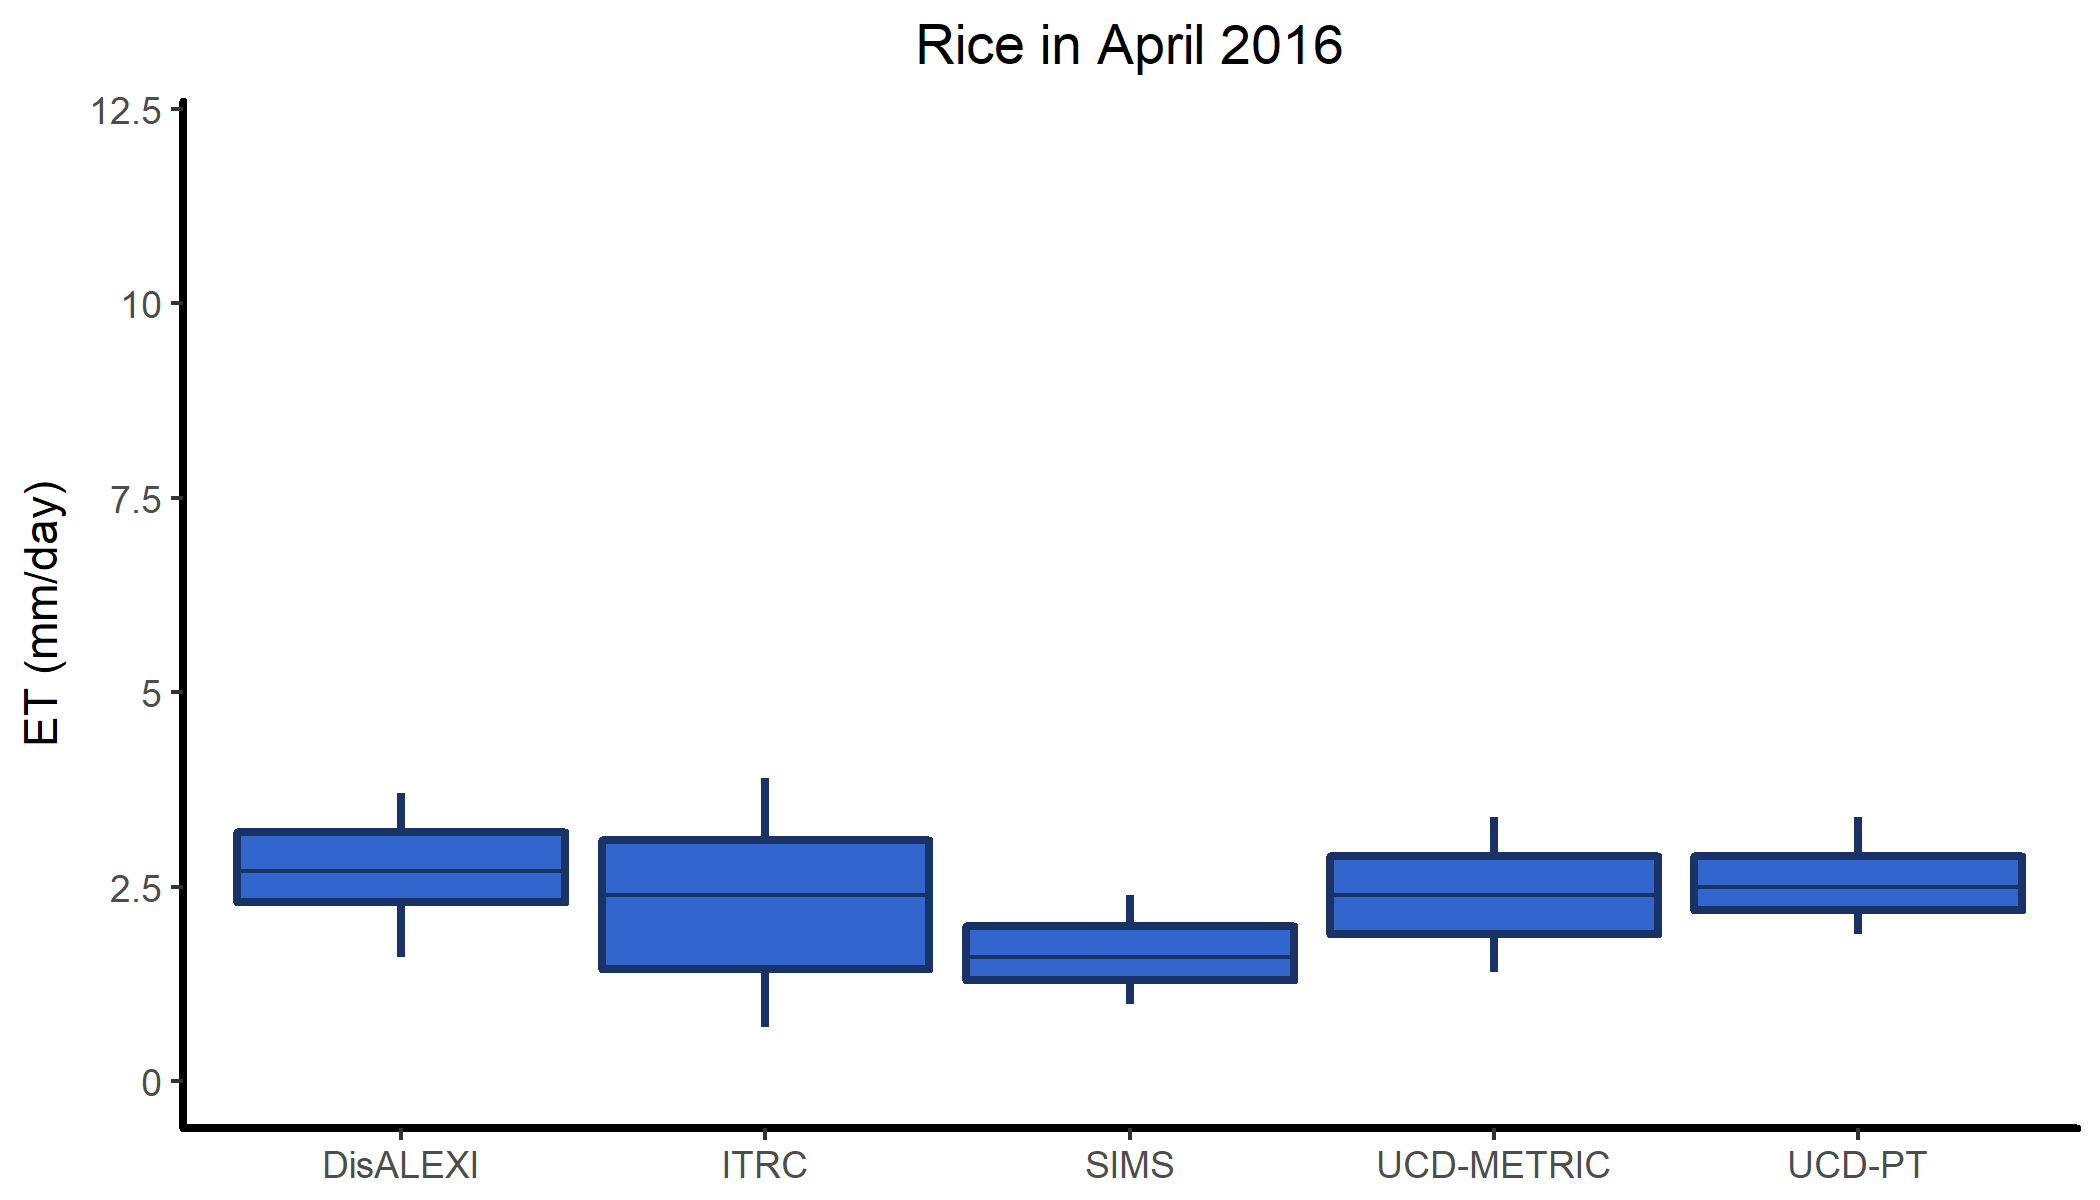 Rice in April 2016
12.5
10
7.5
5
2.5
0
ET (mm/day)
DisALEXI
ITRC
SIMS
UCD-METRIC
UCD-PT